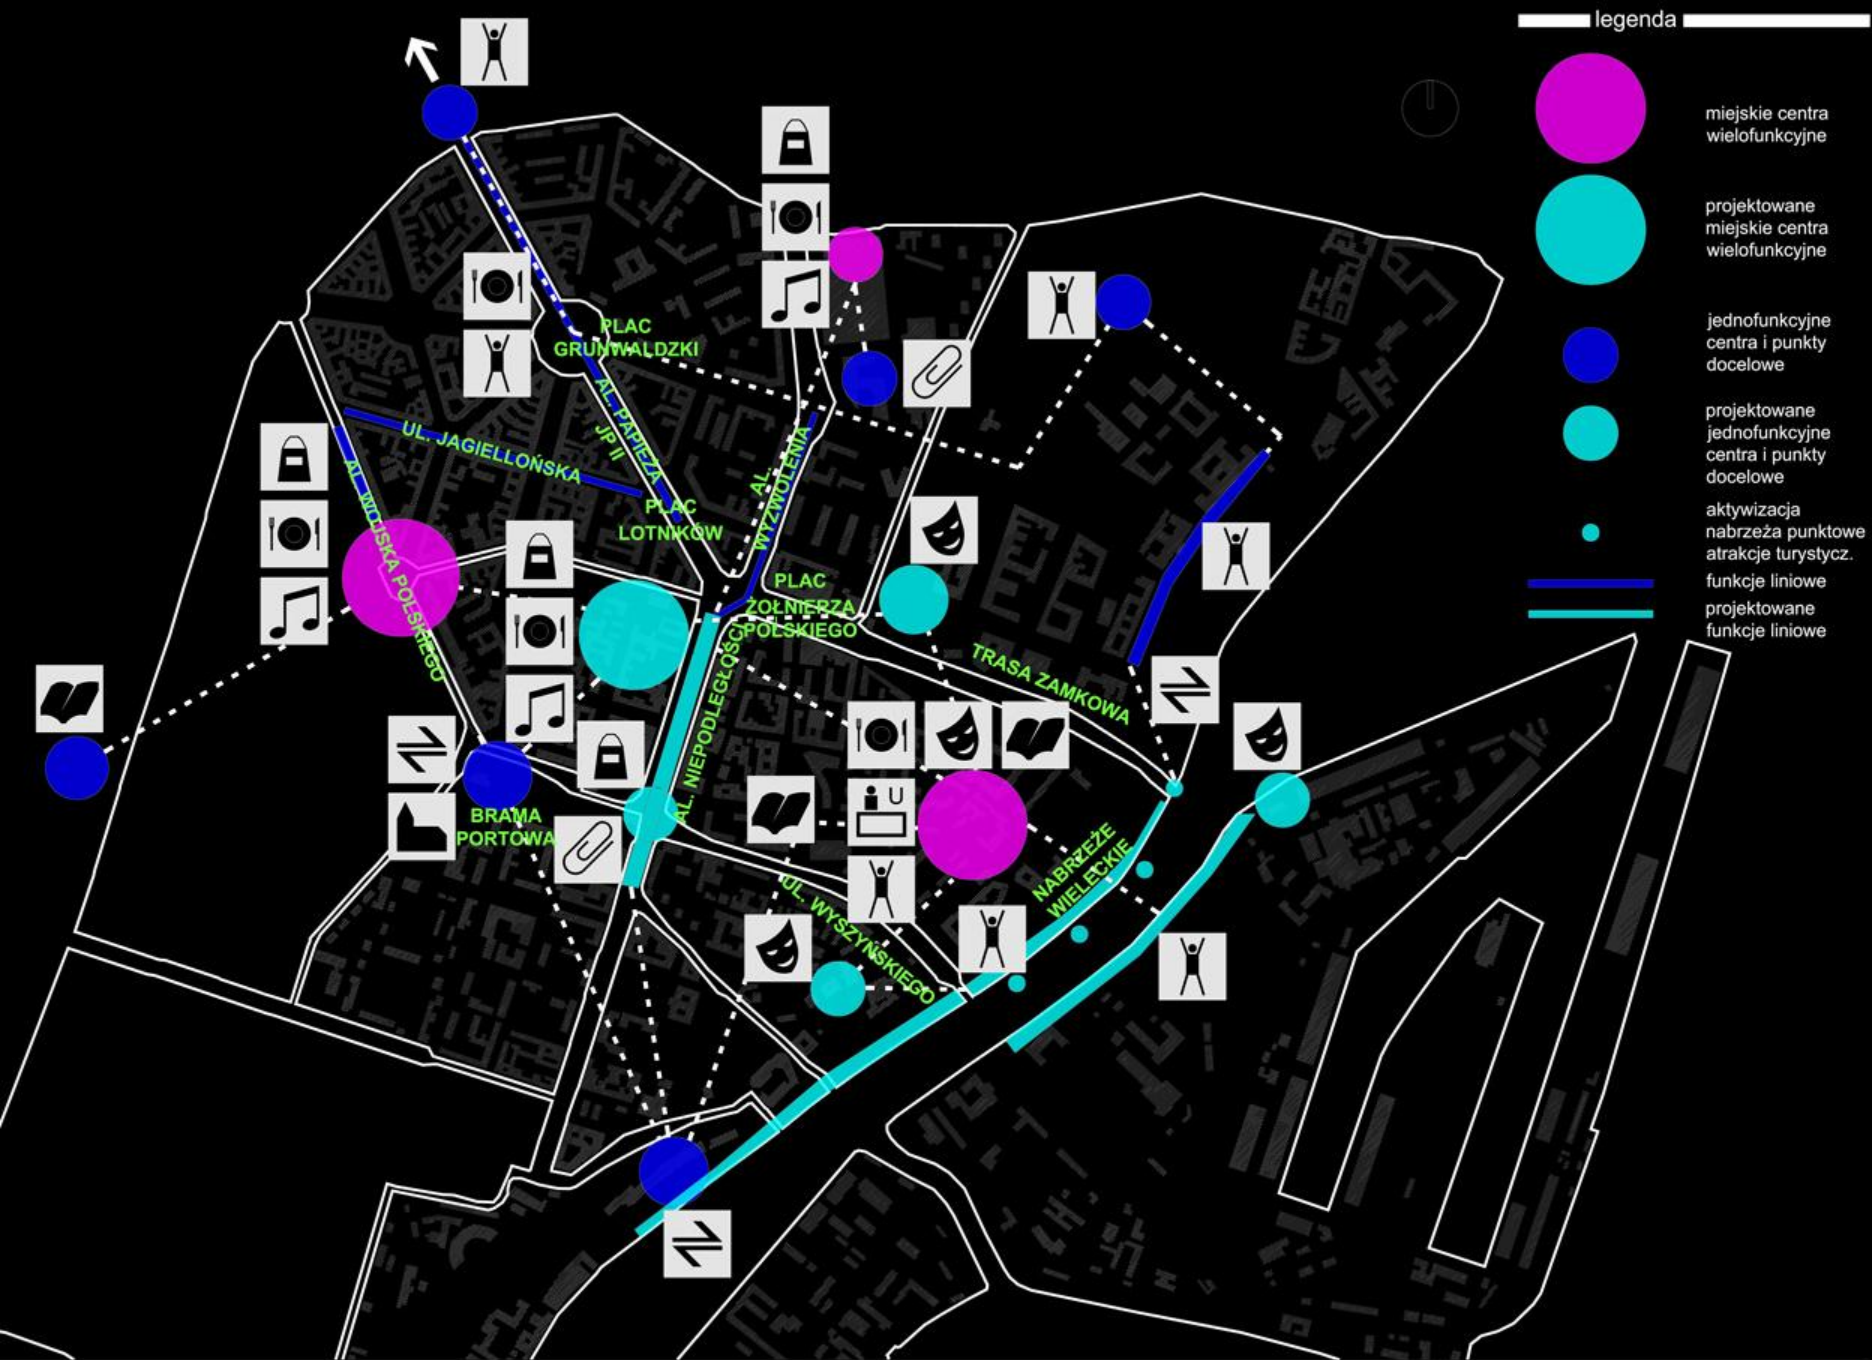 legenda
miejskie centra
wielofunkcyjne
projektowane
miejskie centra
wielofunkcyjne
jednofunkcyjne
centra i punkty
docelowe
projektowane
jednofunkcyjne
centra i punkty
docelowe
aktywizacja
nabrzeża punktowe
atrakcje turystycz.
funkcje liniowe
projektowane
funkcje liniowe
PLAC
GRUNWALDZKI
AL. PAPIEŻA
JP II
UL. JAGIELLOŃSKA
AL. WOJSKA POLSKIEGO
PLAC
LOTNIKÓW
AL.
WYZWOLENIA
PLAC
ŻOŁNIERZA
POLSKIEGO
TRASA ZAMKOWA
AL. NIEPODLEGŁOŚCI
BRAMA
PORTOWA
U
NABRZEŻE
WIELECKIE
UL. WYSZYŃSKIEGO